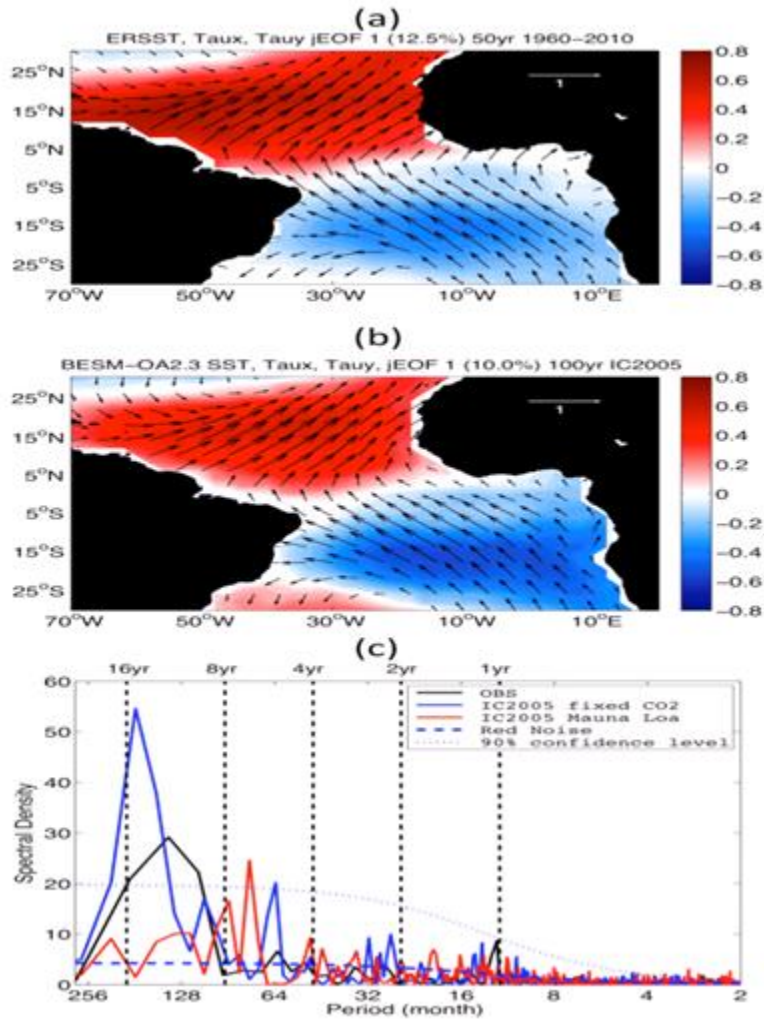 (a)
ERSST, Taux, Tauy jEOF 1 (12.5%) 50yr 1960−2010
25°N
15°N
5°N
5°S
15°S
25°S
70°W 50°W 30°W 10°W 10°E
1
0.8
0.6
0.4
0.2
0
−0.2
−0.4
−0.6
−0.8
(b)
BESM−OA2.3 SST, Taux, Tauy, jEOF 1 (10.0%) 100yr IC2005
25°N
15°N
5°N
5°S
15°S
25°S
70°W 50°W 30°W 10°W 10°E
1
0.8
0.6
0.4
0.2
0
−0.2
−0.4
−0.6
−0.8
(c)
16yr 8yr 4yr 2yr 1yr
60
50
40
30
20
10
0
Spectral Density
OBS
IC2005 fixed CO2
IC2005 Mauna Loa
Red Noise
90% confidence level
256 128 64 32 16 8 4 2
Period (month)